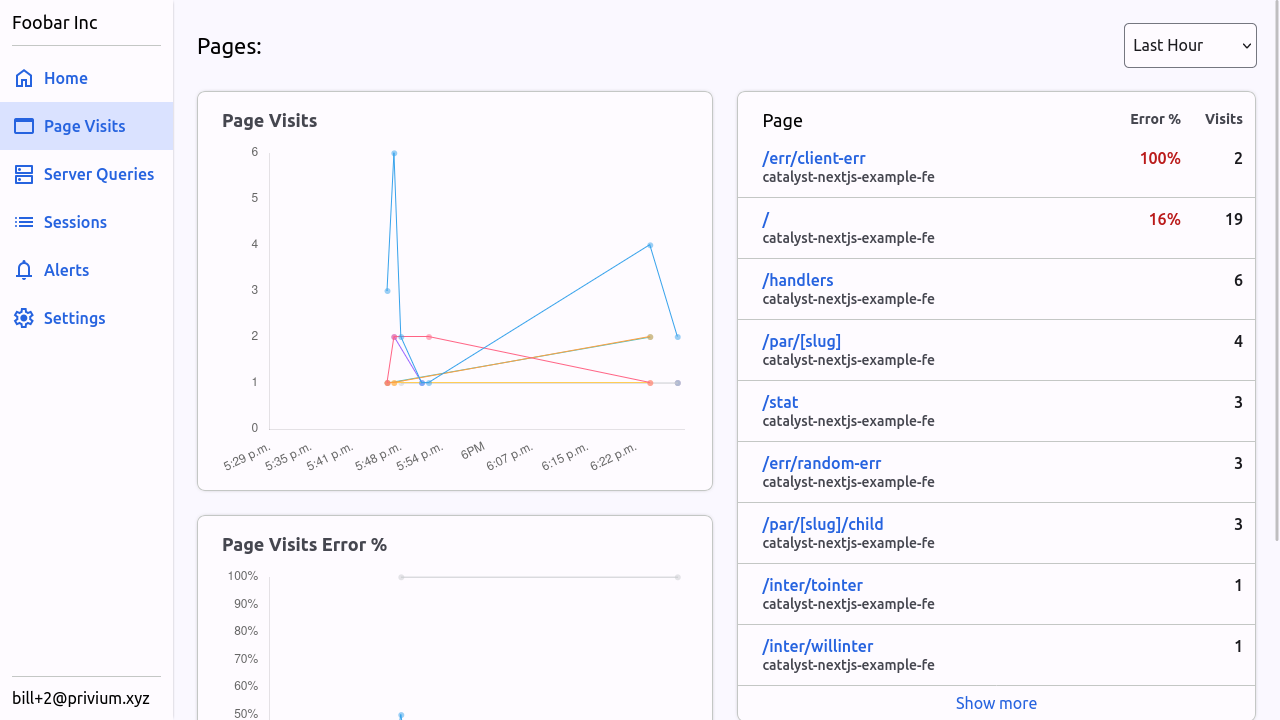 Foobar Inc
Home
Page Visits
Server Queries
Sessions
Alerts
Settings
bill+2@privium.xyz
Pages:
Last Hour
Page Visits
6
5
4
3
2
1
0
5:29 p.m.
5:35 p.m.
5:41 p.m.
5:48 p.m.
5:54 p.m.
6PM
6:07 p.m.
6:15 p.m.
6:22 p.m.
Page Visits Error %
100%
90%
80%
70%
60%
50%
Page Error % Visits
/err/client-err 100% 2
catalyst-nextjs-example-fe
/ 16% 19
catalyst-nextjs-example-fe
/handlers 6
catalyst-nextjs-example-fe
/par/[slug] 4
catalyst-nextjs-example-fe
/stat 3
catalyst-nextjs-example-fe
/err/random-err 3
catalyst-nextjs-example-fe
/par/[slug]/child 3
catalyst-nextjs-example-fe
/inter/tointer 1
catalyst-nextjs-example-fe
/inter/willinter 1
catalyst-nextjs-example-fe
Show more